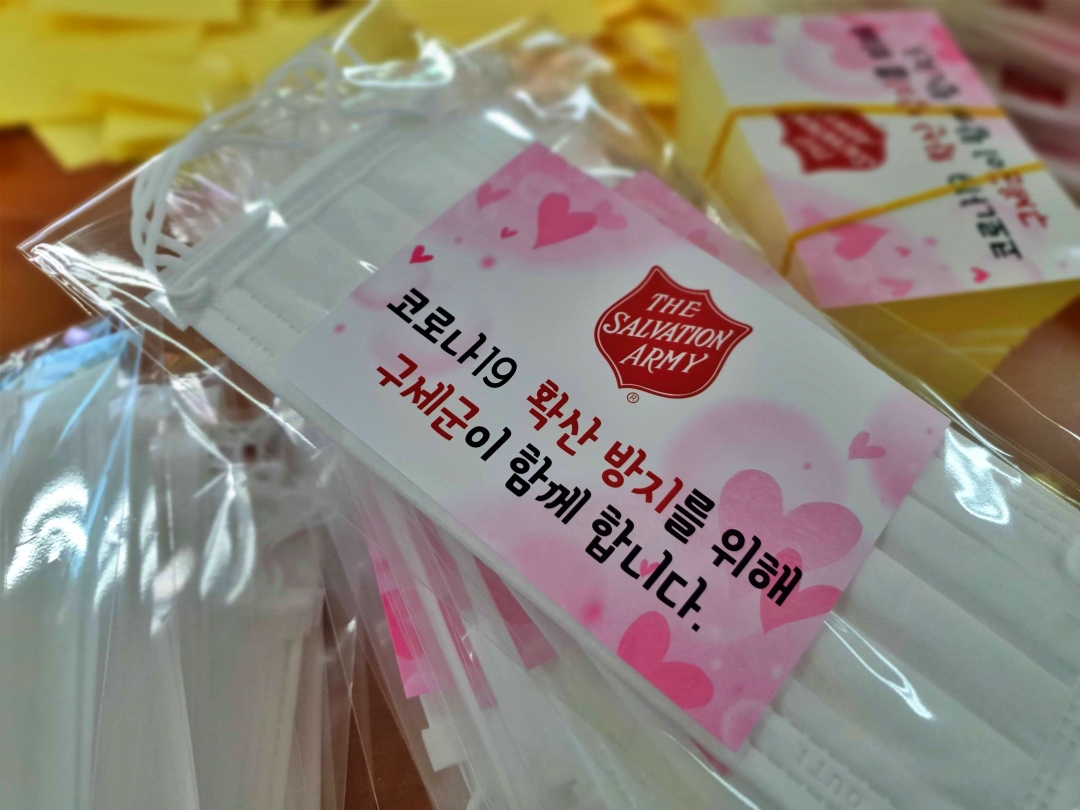 THE
SALVATION
ARMY
®
코로나19 확산 방지를 위해
구세군이 함께 합니다.